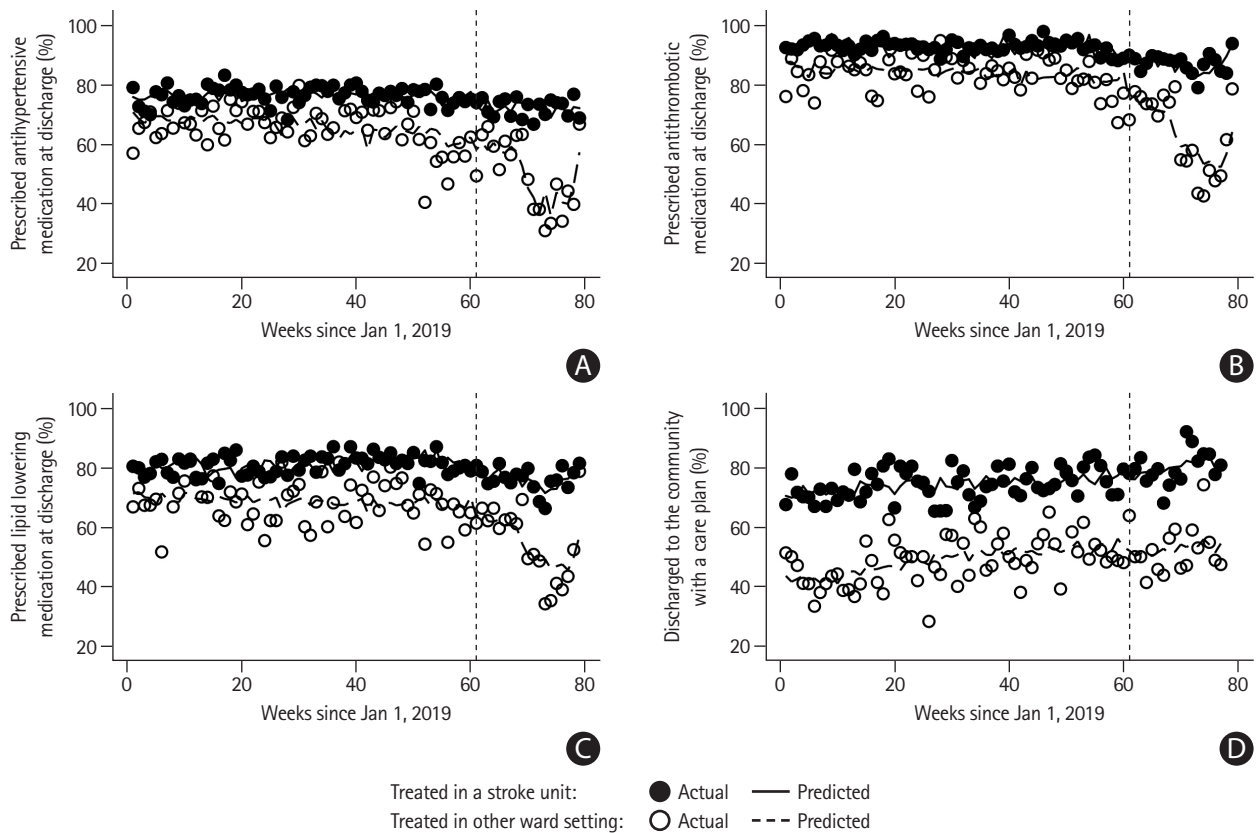 Prescribed antihypertensive
medication at discharge (%)
100
80
60
40
20
0
20
40
60
80
Weeks since Jan 1, 2019
A
Prescribed antithrombotic
medication at discharge (%)
100
80
60
40
20
0
20
40
60
80
Weeks since Jan 1, 2019
B
Prescribed lipid lowering
medication at discharge (%)
100
80
60
40
20
0
20
40
60
80
Weeks since Jan 1, 2019
C
Discharged to the community
with a care plan (%)
100
80
60
40
20
0
20
40
60
80
Weeks since Jan 1, 2019
D
Treated in a stroke unit: Actual Predicted
Treated in other ward setting: Actual Predicted